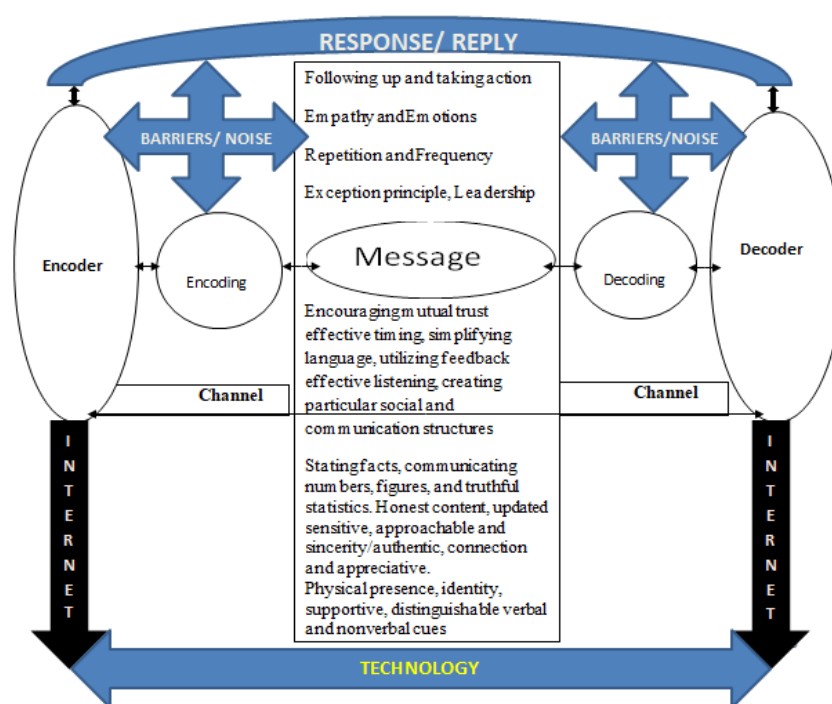 RESPONSE/ REPLY
Following up and taking action
Empathy and Emotions
BARRIERS/ NOISE
BARRIERS/NOISE
Repetition and Frequency
Exception principle, Leadership
Encoder
Encoding
Message
Decoding
Decoder
Encouraging mutual trust
effective timing, simplifying
language, utilizing feedback
effective listening, creating
particular social and
communication structures
Channel
Channel
Stating facts, communicating
numbers, figures, and truthful
statistics. Honest content, updated
sensitive, approachable and
sincerity/authentic, connection
and appreciative.
Physical presence, identity,
supportive, distinguishable verbal
and nonverbal cues
INTERNET
INTERNET
TECHNOLOGY